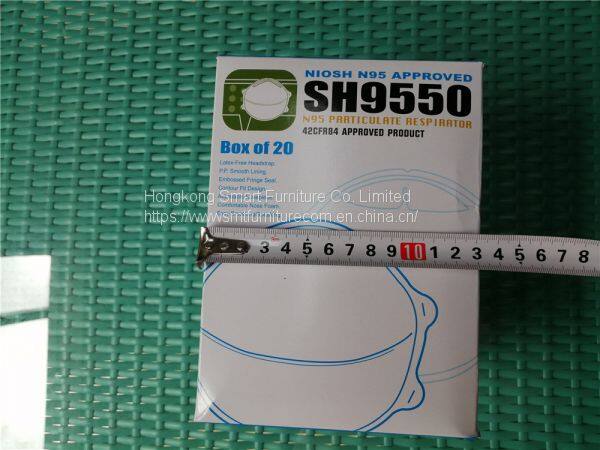 NIOSH N95 APPROVED
SH9550
N95 PARTICULATE RESPIRATOR
42CFR84 APPROVED PRODUCT
Box of 20
Latex-Free Headstrap.
P.P. Smooth Lining.
Embossed Fringe Seal.
Contour Fit Design.
Hongkong Smart Furniture Co. Limited
https://www.smtfurniturecom.en.china.cn/
Comfortable Nose Foam.
3 4 5 6 7 8 9 10 1 2 3 4 5 6 7 8